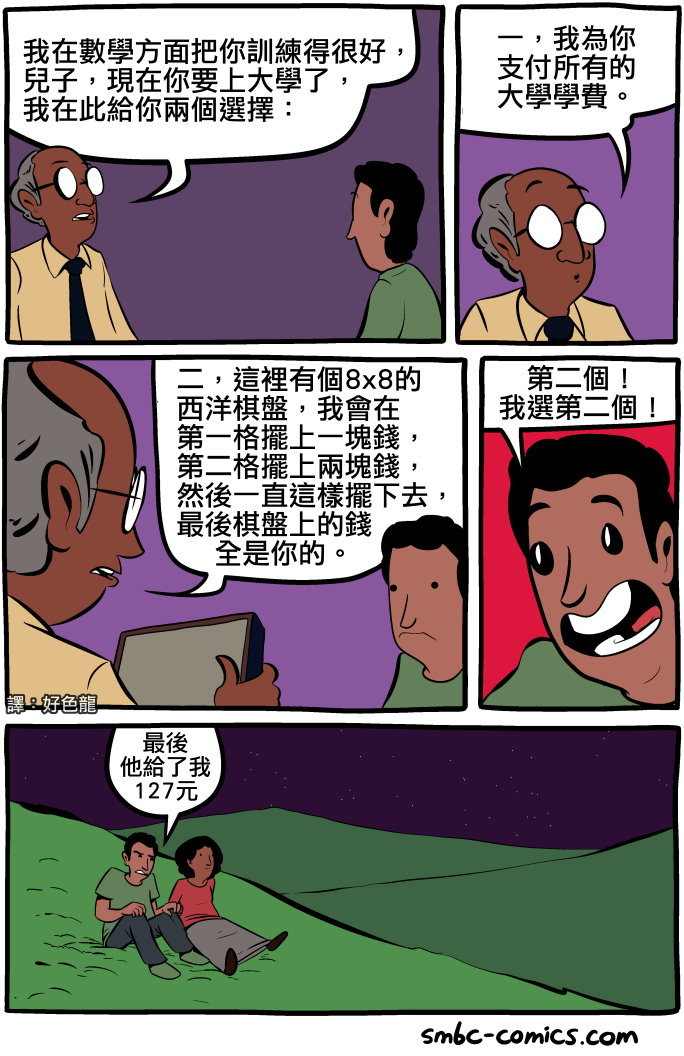 我在數學方面把你訓練得很好，
兒子，現在你要上大學了，
我在此給你兩個選擇：
一，我為你
支付所有的
大學學費。
二，這裡有個8x8的
西洋棋盤，我會在
第一格擺上一塊錢，
第二格擺上兩塊錢，
然後一直這樣擺下去，
最後棋盤上的錢
全是你的。
第二個！
我選第二個！
譯：好色龍
最後
他給了我
127元
smbc-comics.com